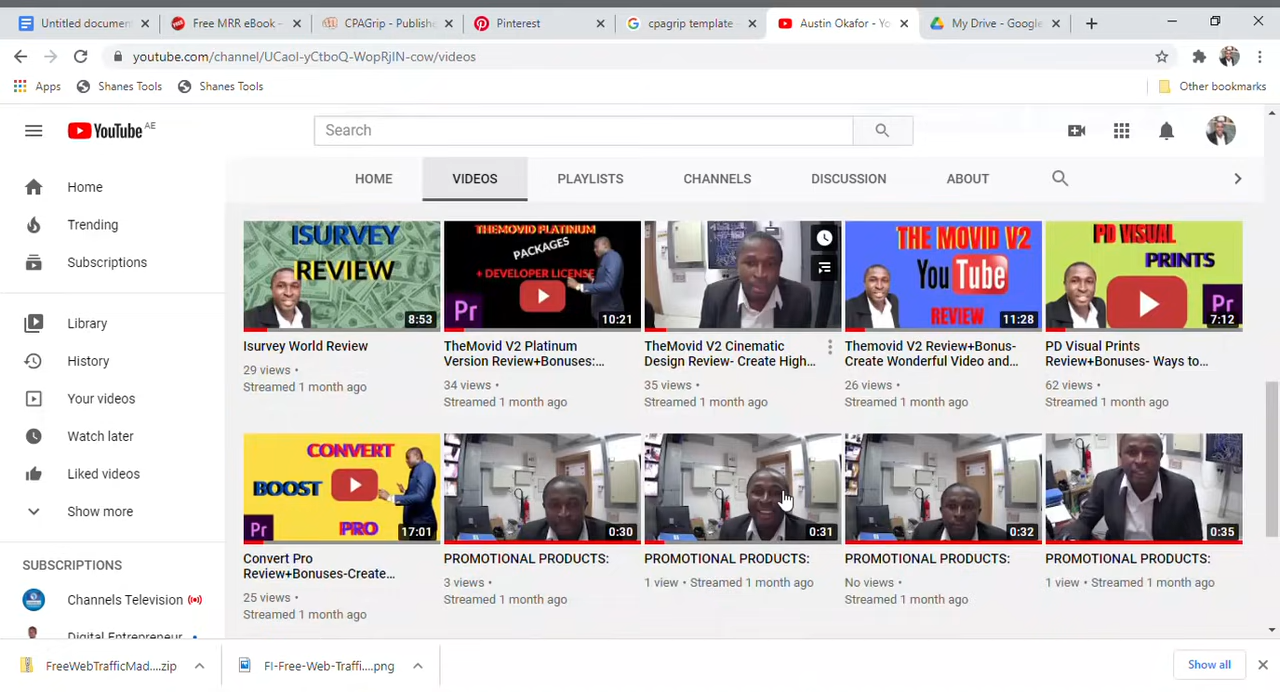 Untitled documen
Free MRR eBook -
CPAGrip - Publishe
Pinterest
cpagrip template -
Austin Okafor - Yo
My Drive - Google
youtube.com/channel/UCaoI-yCtboQ-WopRjIN-cow/videos
Apps
Shanes Tools
Shanes Tools
Other bookmarks
YouTube AE
Search
Home
Trending
Subscriptions
Library
History
Your videos
Watch later
Liked videos
Show more
SUBSCRIPTIONS
Channels Television
Digital Entrepreneur
HOME
VIDEOS
PLAYLISTS
CHANNELS
DISCUSSION
ABOUT
ISURVEY
REVIEW
8:53
THEMOVID PLATINUM
PACKAGES
+ DEVELOPER LICENSE
Pr
10:21
THE MOVID V2
YouTube
REVIEW
11:28
PD VISUAL
PRINTS
Pr
7:12
Isurvey World Review
29 views •
Streamed 1 month ago
TheMovid V2 Platinum
Version Review+Bonuses:...
34 views •
Streamed 1 month ago
TheMovid V2 Cinematic
Design Review- Create High...
35 views •
Streamed 1 month ago
Themovid V2 Review+Bonus-
Create Wonderful Video and...
26 views •
Streamed 1 month ago
PD Visual Prints
Review+Bonuses- Ways to...
62 views •
Streamed 1 month ago
CONVERT
BOOST
Pr
PRO
17:01
0:30
0:31
0:32
0:35
Convert Pro
Review+Bonuses-Create...
25 views •
Streamed 1 month ago
PROMOTIONAL PRODUCTS:
3 views •
Streamed 1 month ago
PROMOTIONAL PRODUCTS:
1 view • Streamed 1 month ago
PROMOTIONAL PRODUCTS:
No views •
Streamed 1 month ago
PROMOTIONAL PRODUCTS:
1 view • Streamed 1 month ago
FreeWebTrafficMad....zip
FI-Free-Web-Traffi....png
Show all